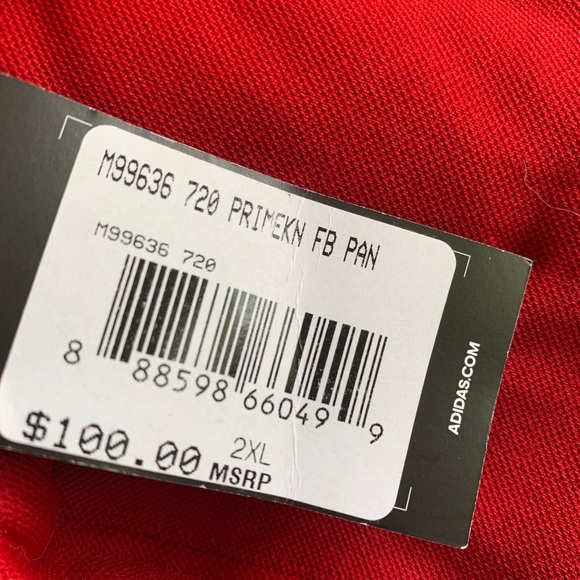 M99636 720 PRIMEKN FB PAN
M99636 720
8 88598 66049 9
2XL
$100.00 MSRP
ADIDAS.COM